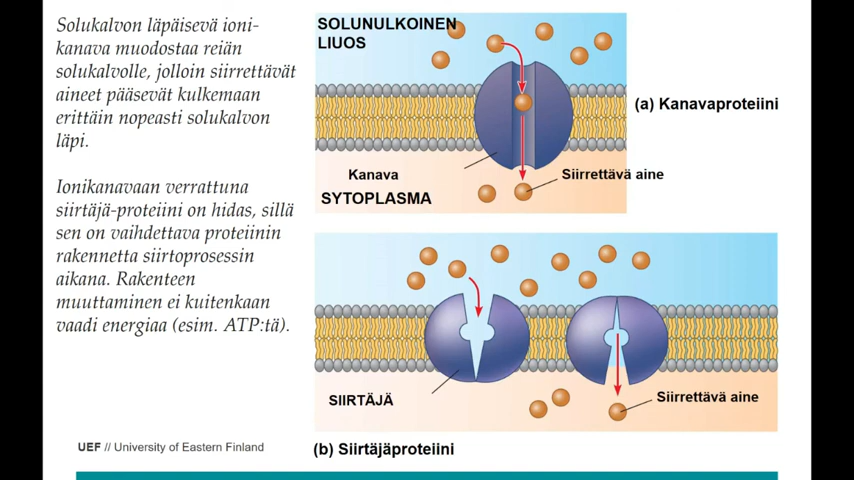 Solukalvon läpäisevä ioni-
kanava muodostaa reiän
solukalvolle, jolloin siirrettävät
aineet pääsevät kulkemaan
erittäin nopeasti solukalvon
läpi.
Ionikanavaan verrattuna
siirtäjä-proteiini on hidas, sillä
sen on vaihdettava proteiinin
rakennetta siirtoprosessin
aikana. Rakenteen
muuttaminen ei kuitenkaan
vaadi energiaa (esim. ATP:tä).
SOLUNULKOINEN
LIUOS
(a) Kanavaproteiini
Kanava
Siirrettävä aine
SYTOPLASMA
SIIRTÄJÄ
Siirrettävä aine
(b) Siirtäjäproteiini
UEF // University of Eastern Finland